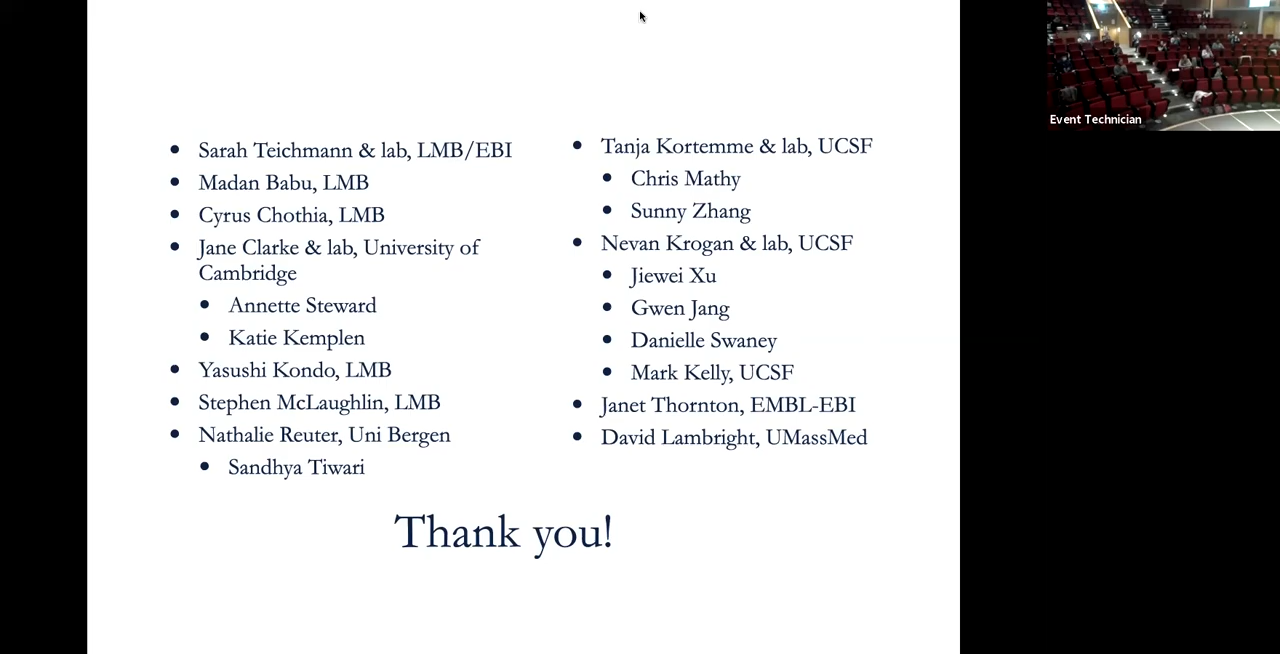 • Sarah Teichmann & lab, LMB/EBI
• Madan Babu, LMB
• Cyrus Chothia, LMB
• Jane Clarke & lab, University of
Cambridge
• Annette Steward
• Katie Kemplen
• Yasushi Kondo, LMB
• Stephen McLaughlin, LMB
• Nathalie Reuter, Uni Bergen
• Sandhya Tiwari
• Tanja Kortemme & lab, UCSF
• Chris Mathy
• Sunny Zhang
• Nevan Krogan & lab, UCSF
• Jiewei Xu
• Gwen Jang
• Danielle Swaney
• Mark Kelly, UCSF
• Janet Thornton, EMBL-EBI
• David Lambright, UMassMed
Thank you!
Event Technician